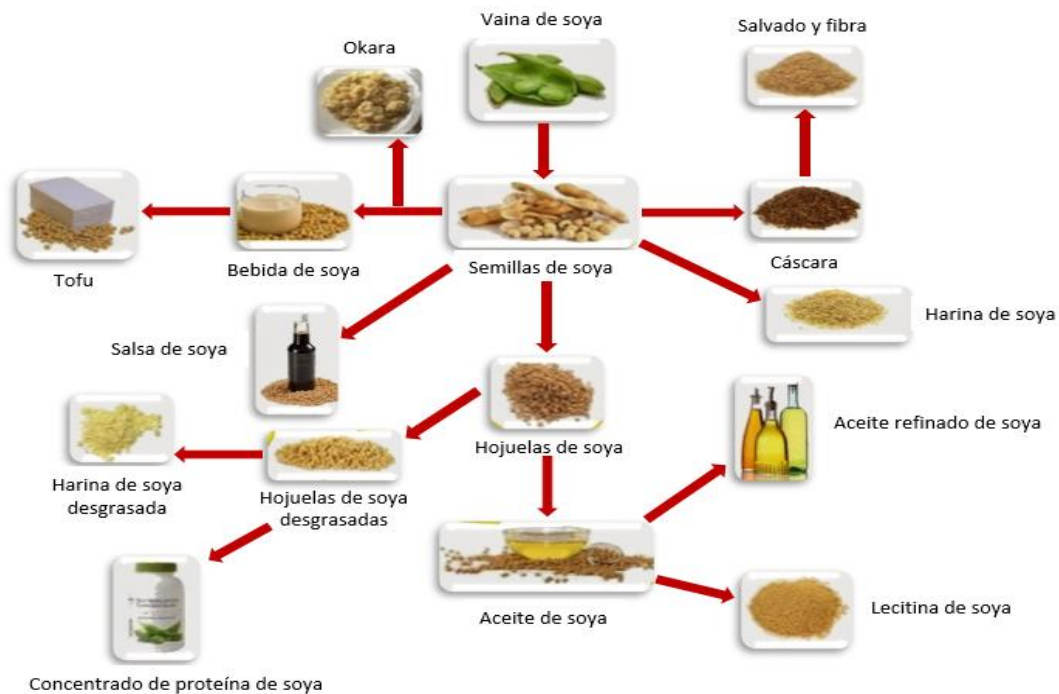 Vaina de soya
Salvado y fibra
Okara
Tofu
Bebida de soya
Semillas de soya
Cáscara
Harina de soya
Salsa de soya
Hojuelas de soya
Aceite refinado de soya
Harina de soya
desgrasada
Hojuelas de soya
desgrasadas
Aceite de soya
Lecitina de soya
Concentrado de proteína de soya